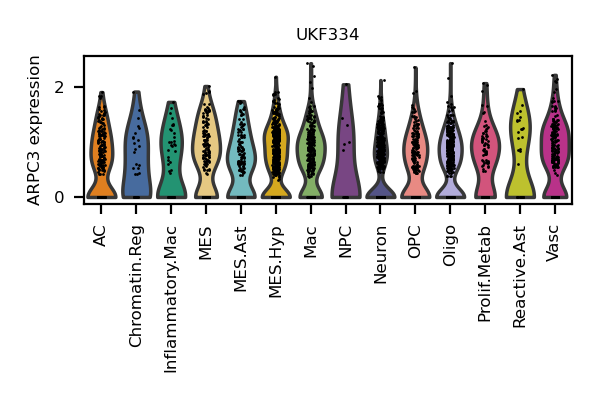 UKF334
ARPC3 expression
2
0
AC
Chromatin.Reg
Inflammatory.Mac
MES
MES.Ast
MES.Hyp
Mac
NPC
Neuron
OPC
Oligo
Prolif.Metab
Reactive.Ast
Vasc